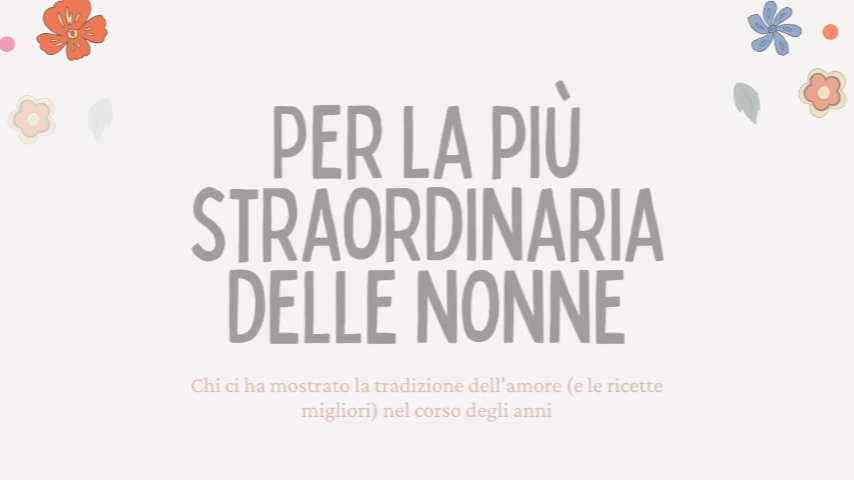 PER LA PIÙ
STRAORDINARIA
DELLE NONNE
Chi ci ha mostrato la tradizione dell'amore (e le ricette
migliori) nel corso degli anni